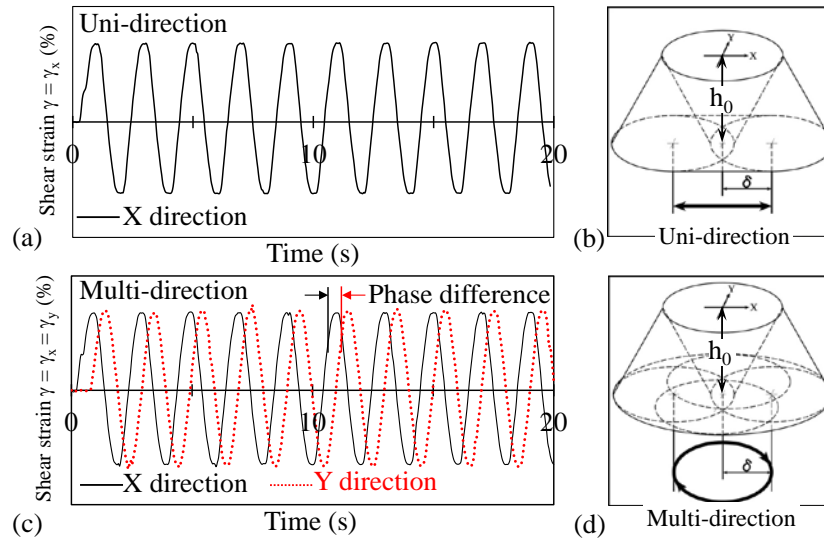 Uni-direction
Shear strain γ = γx (%)
0
10
20
X direction
Time (s)
(a)
Y
X
h0
δ
Uni-direction
(b)
Multi-direction
Phase difference
Shear strain γ = γx = γy (%)
0
10
20
X direction
Y direction
Time (s)
(c)
Y
X
h0
δ
Multi-direction
(d)